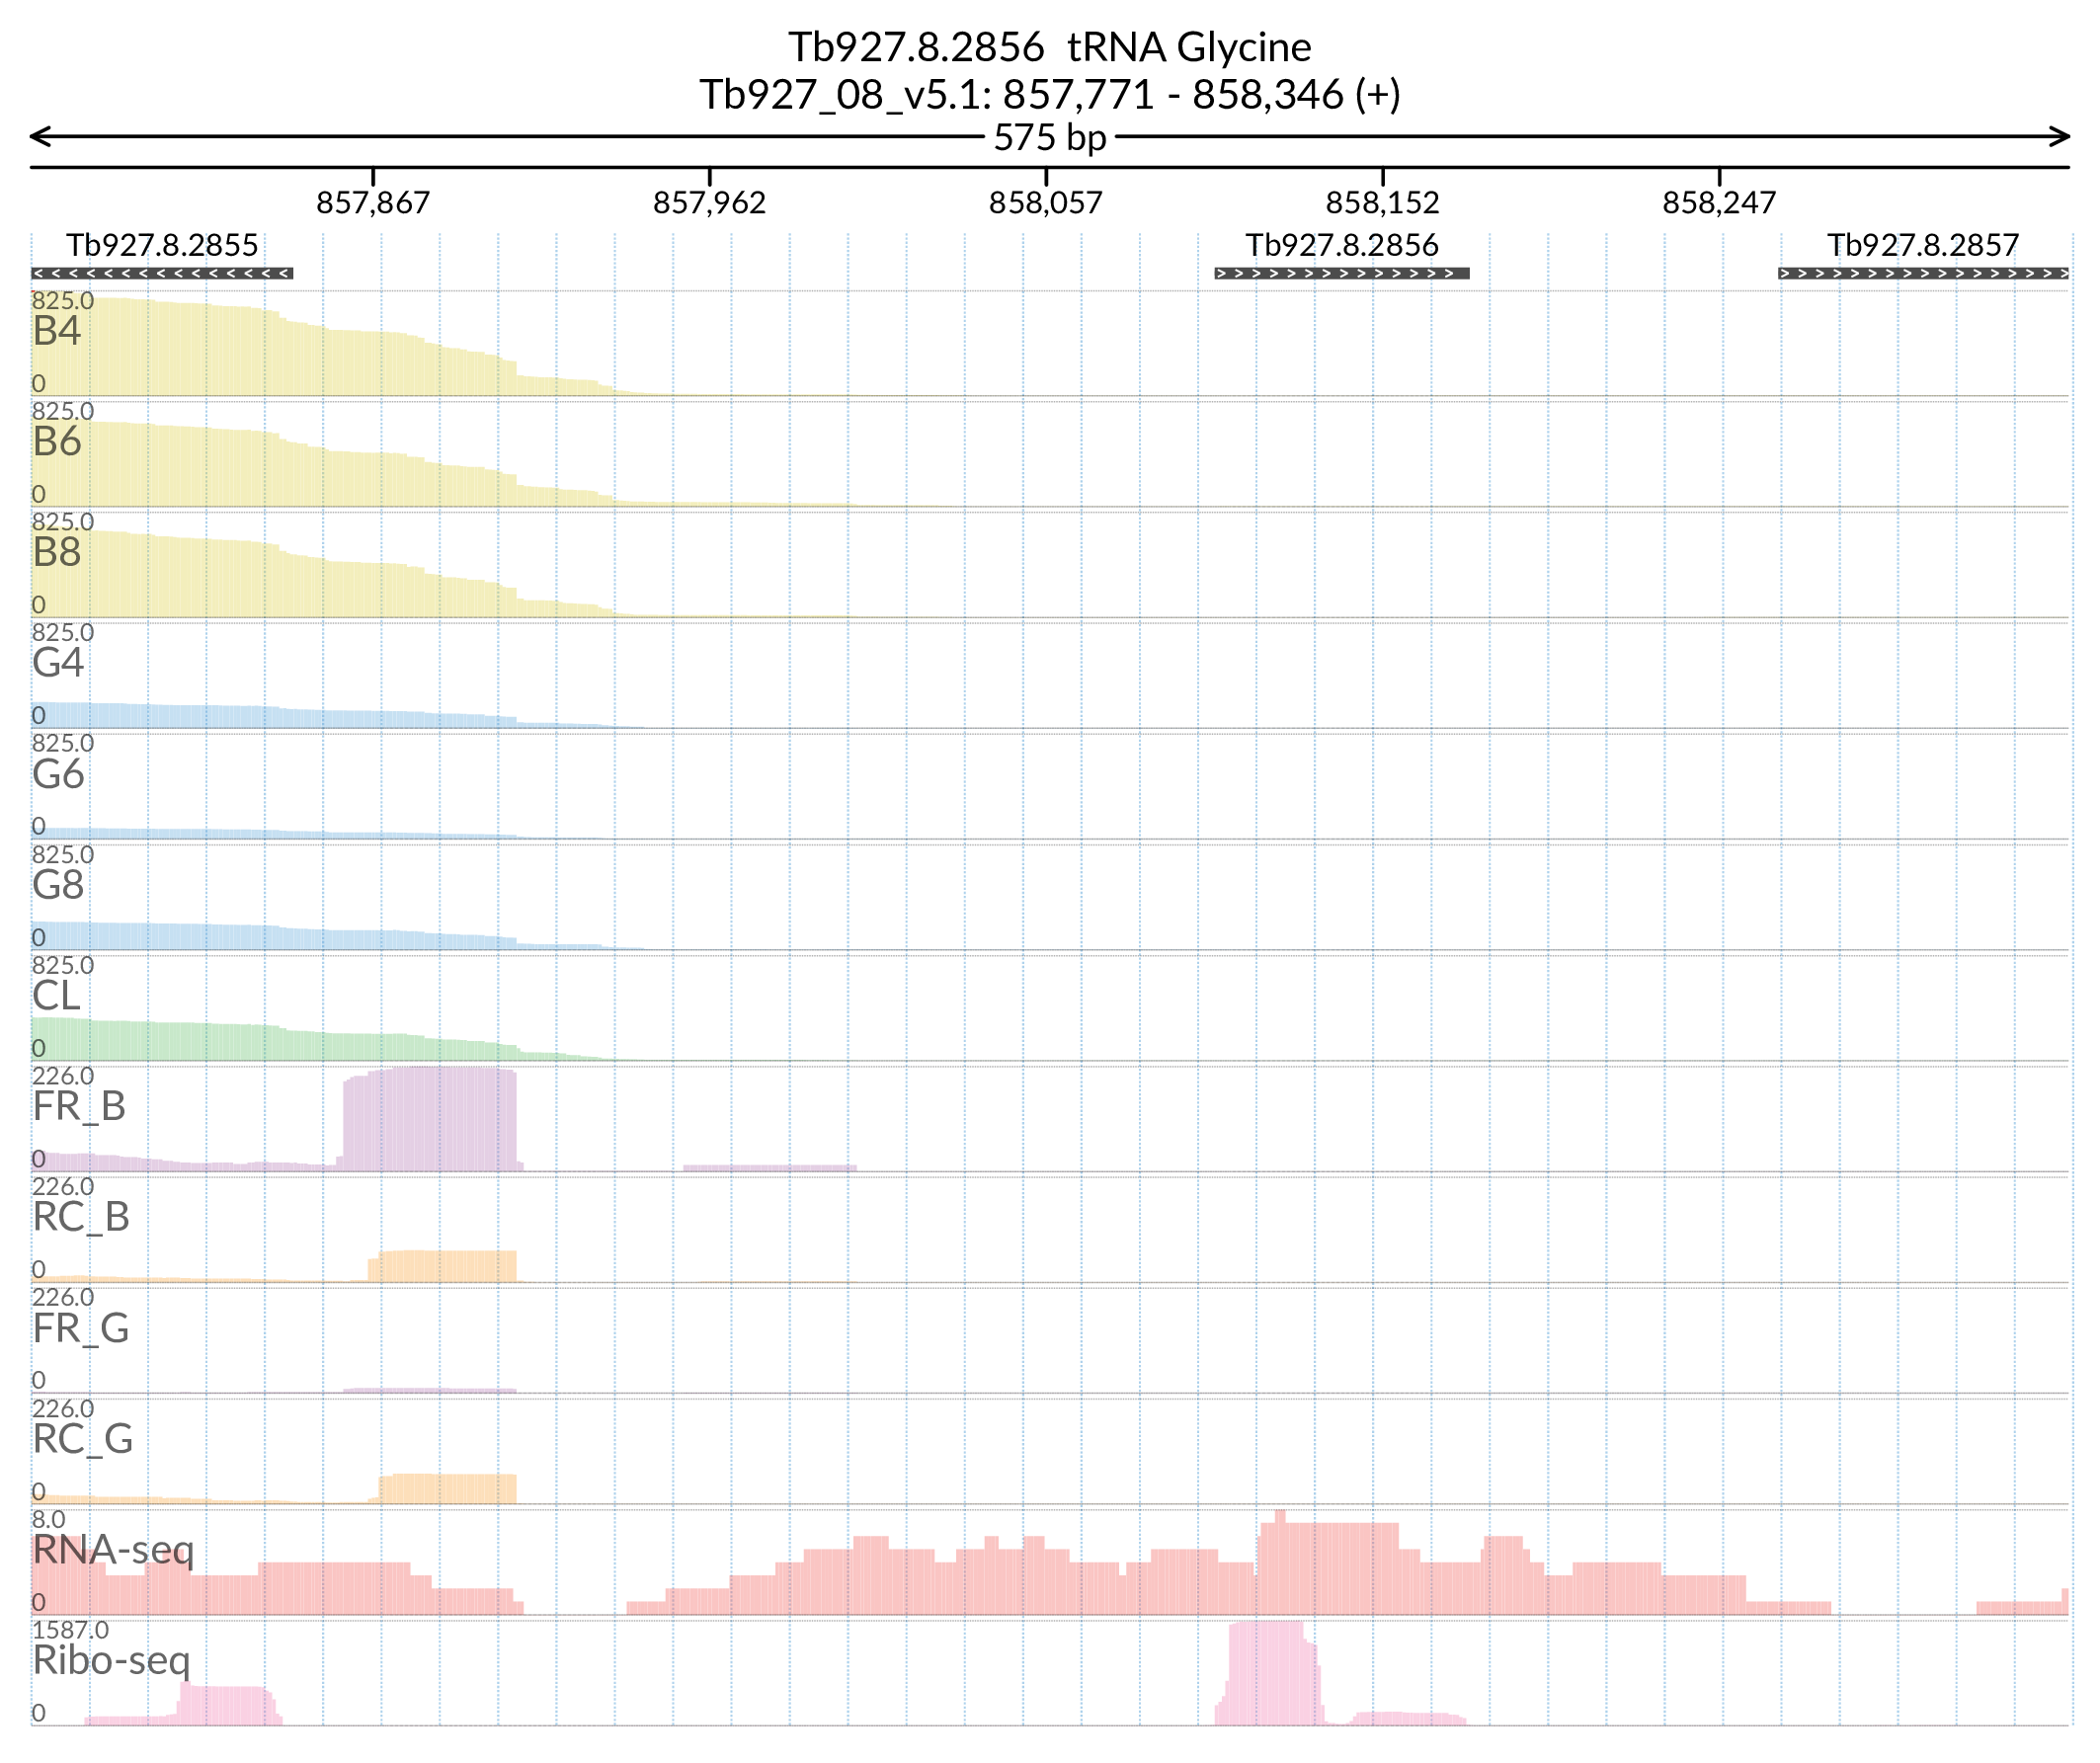 Tb927.8.2856 tRNA Glycine
Tb927_08_v5.1: 857,771 - 858,346 (+)
575 bp
857,867 857,962 858,057 858,152 858,247
Tb927.8.2855 Tb927.8.2856 Tb927.8.2857
825.0
B4
0
825.0
B6
0
825.0
B8
0
825.0
G4
0
825.0
G6
0
825.0
G8
0
825.0
CL
0
226.0
FR_B
0
226.0
RC_B
0
226.0
FR_G
0
226.0
RC_G
0
8.0
RNA-seq
0
1587.0
Ribo-seq
0